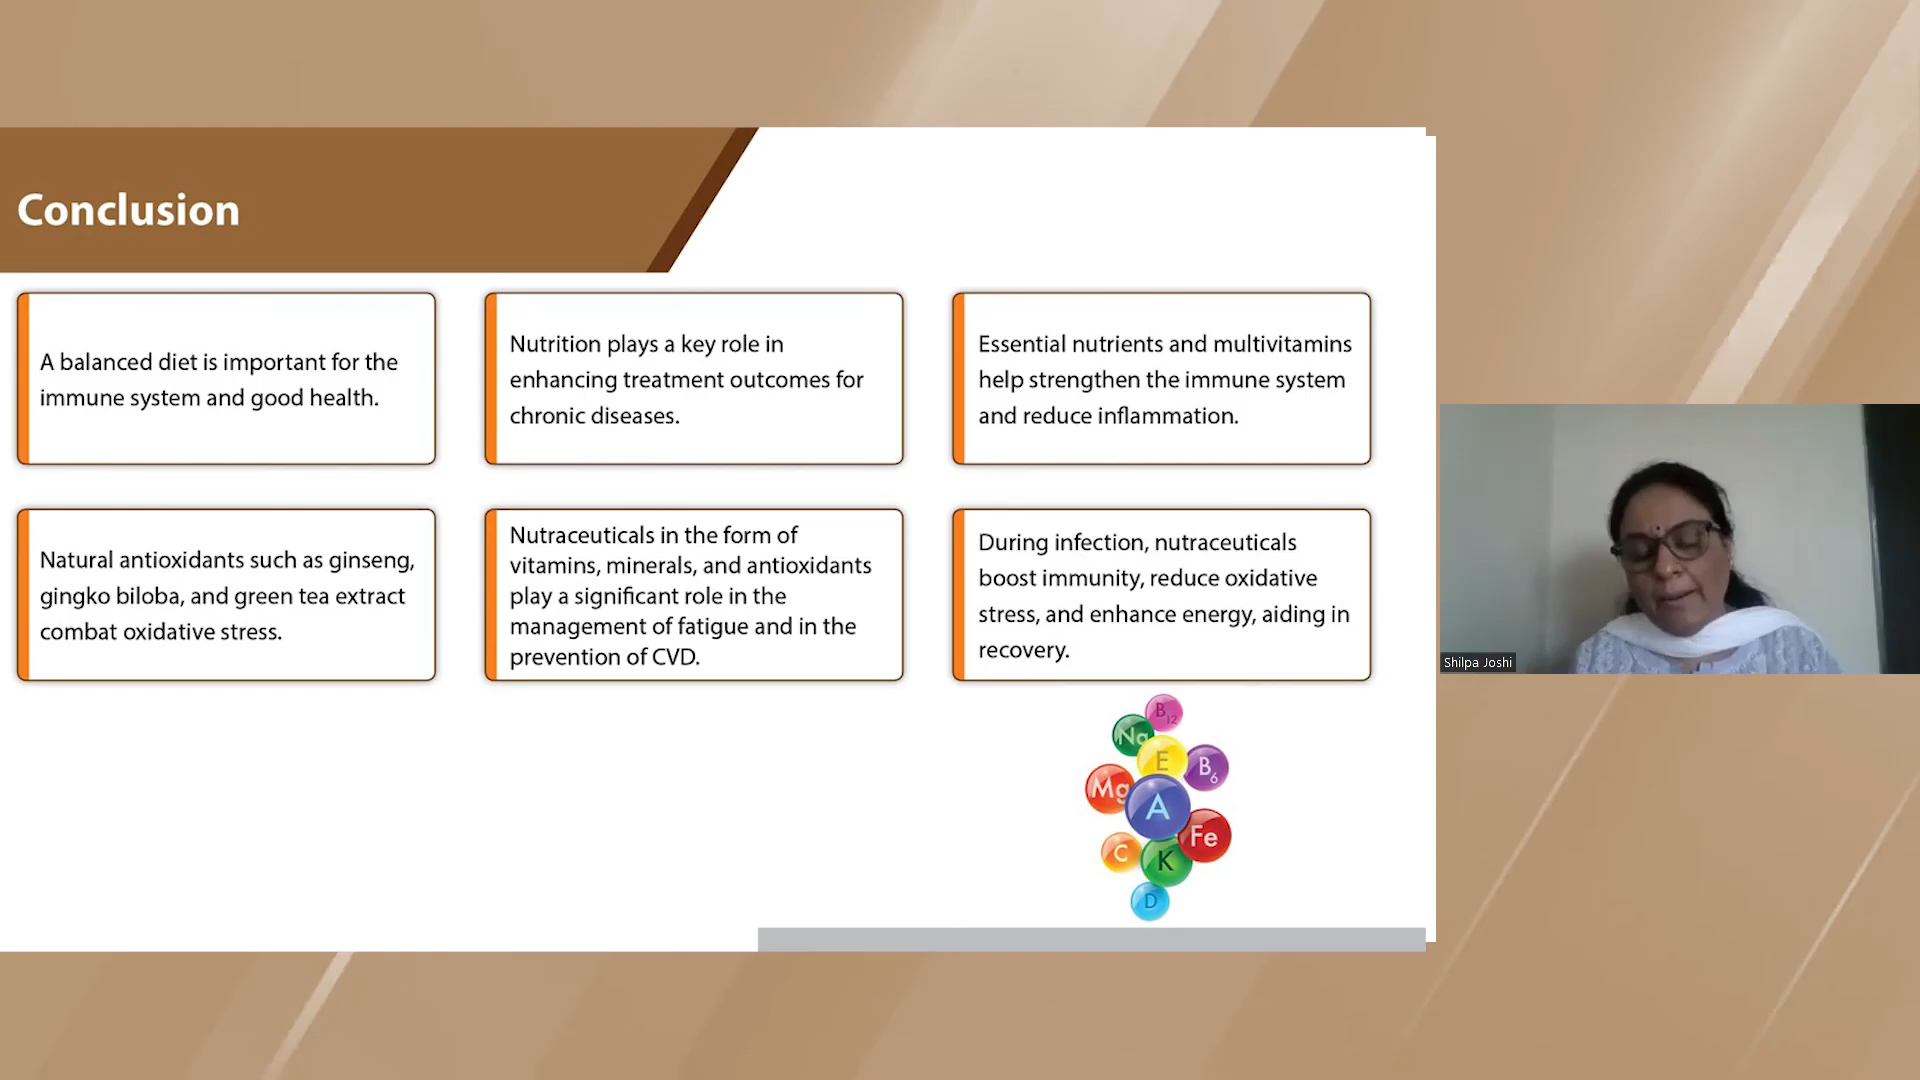 Conclusion
A balanced diet is important for the
immune system and good health.
Nutrition plays a key role in
enhancing treatment outcomes for
chronic diseases.
Essential nutrients and multivitamins
help strengthen the immune system
and reduce inflammation.
Natural antioxidants such as ginseng,
gingko biloba, and green tea extract
combat oxidative stress.
Nutraceuticals in the form of
vitamins, minerals, and antioxidants
play a significant role in the
management of fatigue and in the
prevention of CVD.
During infection, nutraceuticals
boost immunity, reduce oxidative
stress, and enhance energy, aiding in
recovery.
B12
Na
E
B6
Mg
A
Fe
C
K
D
Shilpa Joshi